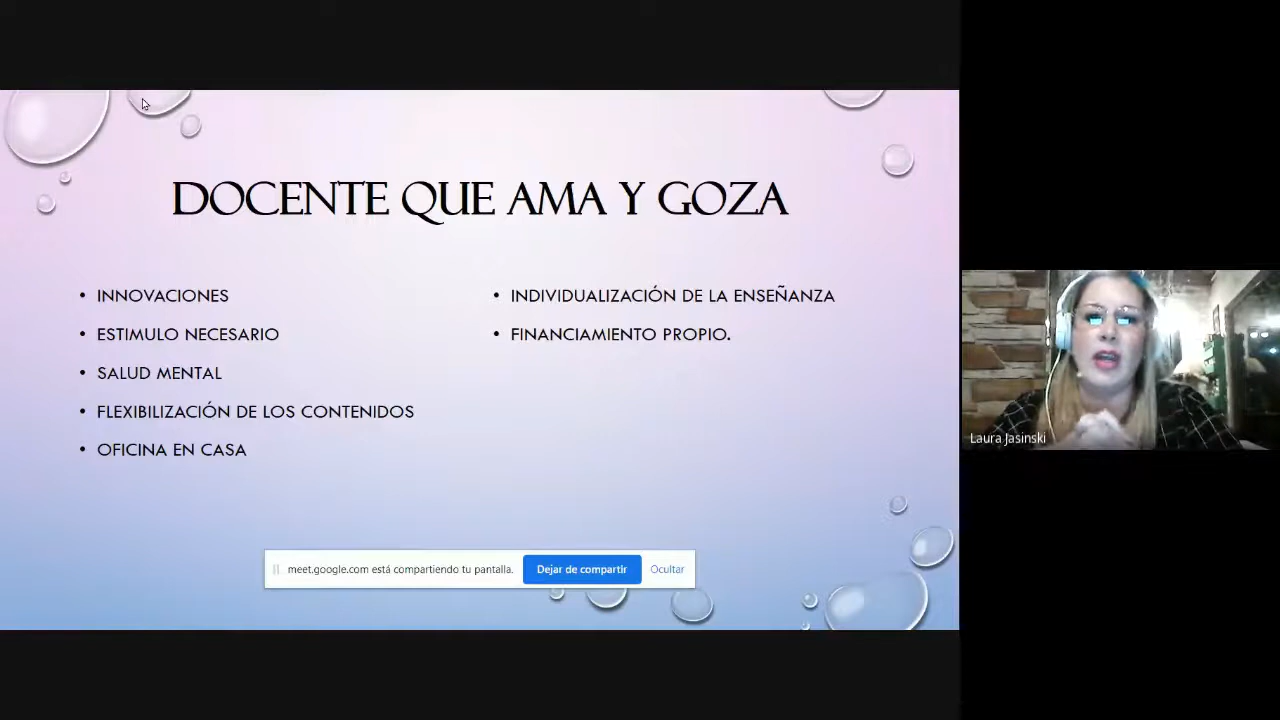 DOCENTE QUE AMA Y GOZA
• INNOVACIONES
• ESTIMULO NECESARIO
• SALUD MENTAL
• FLEXIBILIZACIÓN DE LOS CONTENIDOS
• OFICINA EN CASA
• INDIVIDUALIZACIÓN DE LA ENSEÑANZA
• FINANCIAMIENTO PROPIO.
meet.google.com está compartiendo tu pantalla. Dejar de compartir Ocultar
Laura Jasinski